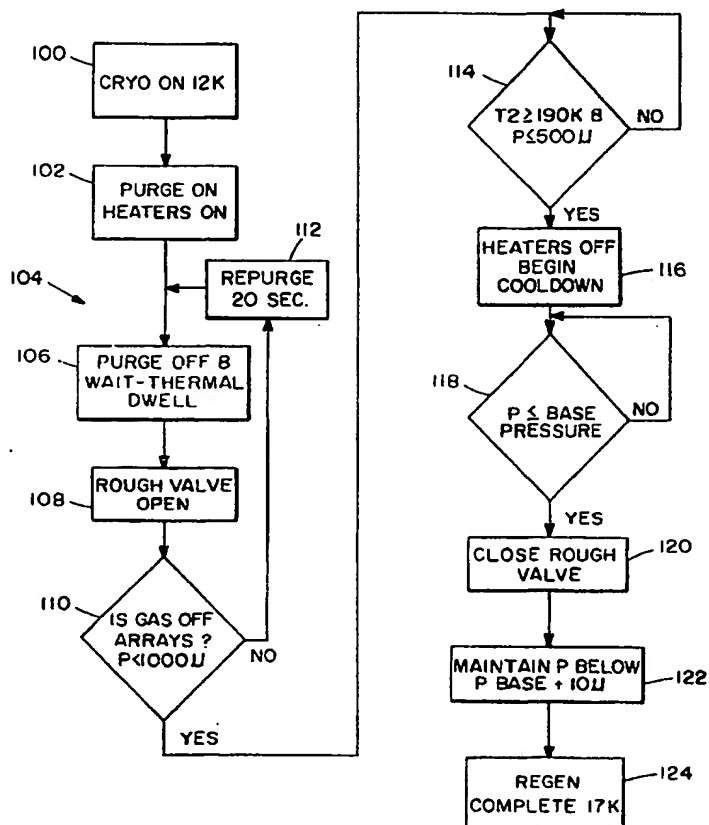 100
CRYO ON 12K
102
PURGE ON
HEATERS ON
112
REPURGE
20 SEC.
104
106
PURGE OFF 8
WAIT-THERMAL
DWELL
108
ROUGH VALVE
OPEN
110
IS GAS OFF
ARRAYS ?
P<1000µ
NO
YES
114
T2≥190K 8
P≤500µ
NO
YES
HEATERS OFF
BEGIN
COOLDOWN
116
118
P ≤ BASE
PRESSURE
NO
YES
CLOSE ROUGH
VALVE
120
MAINTAIN P BELOW
P BASE + 10µ
122
REGEN
COMPLETE 17K
124